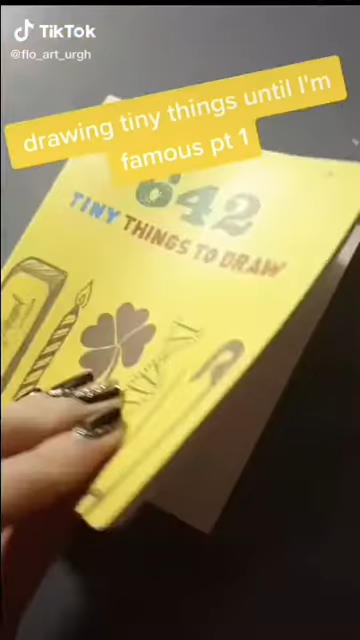 TikTok
@flo_art_urgh
drawing tiny things until I'm
famous pt 1
642
TINY THINGS TO DRAW